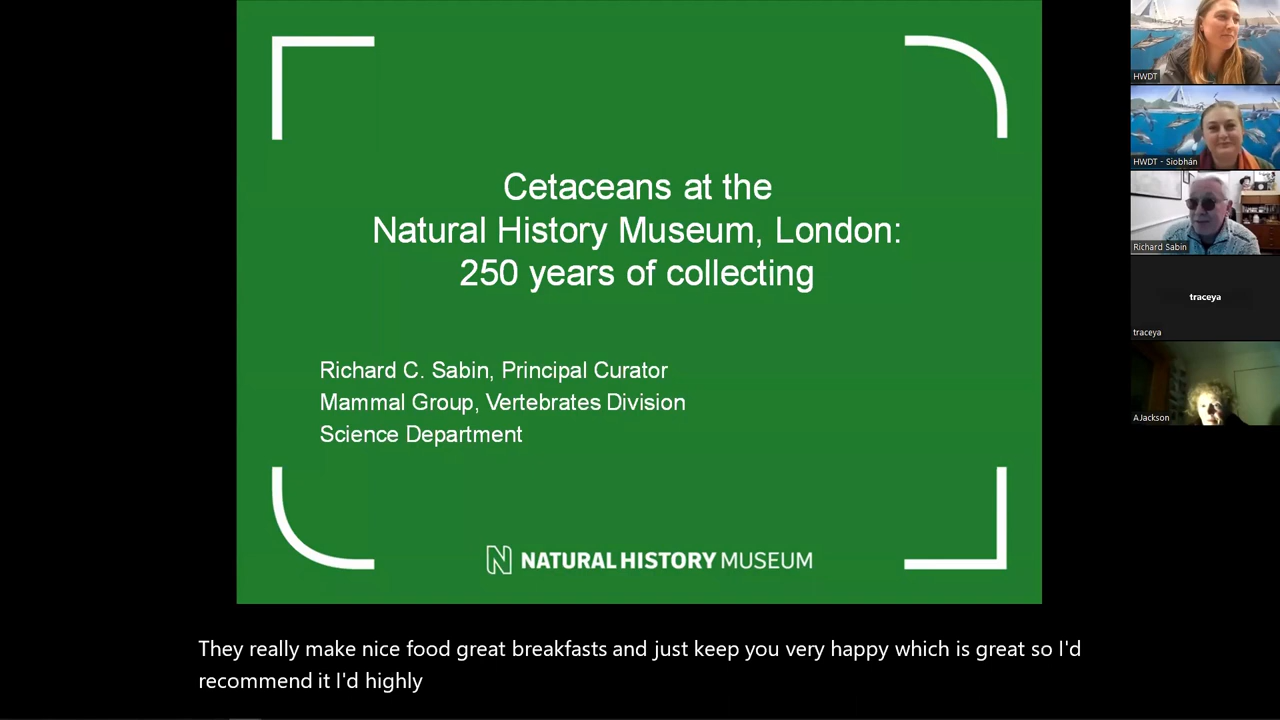 Cetaceans at the
Natural History Museum, London:
250 years of collecting
Richard C. Sabin, Principal Curator
Mammal Group, Vertebrates Division
Science Department
NATURAL HISTORY MUSEUM
They really make nice food great breakfasts and just keep you very happy which is great so I'd
recommend it I'd highly
HWDT
HWDT - Siobhán
Richard Sabin
traceya
traceya
AJackson